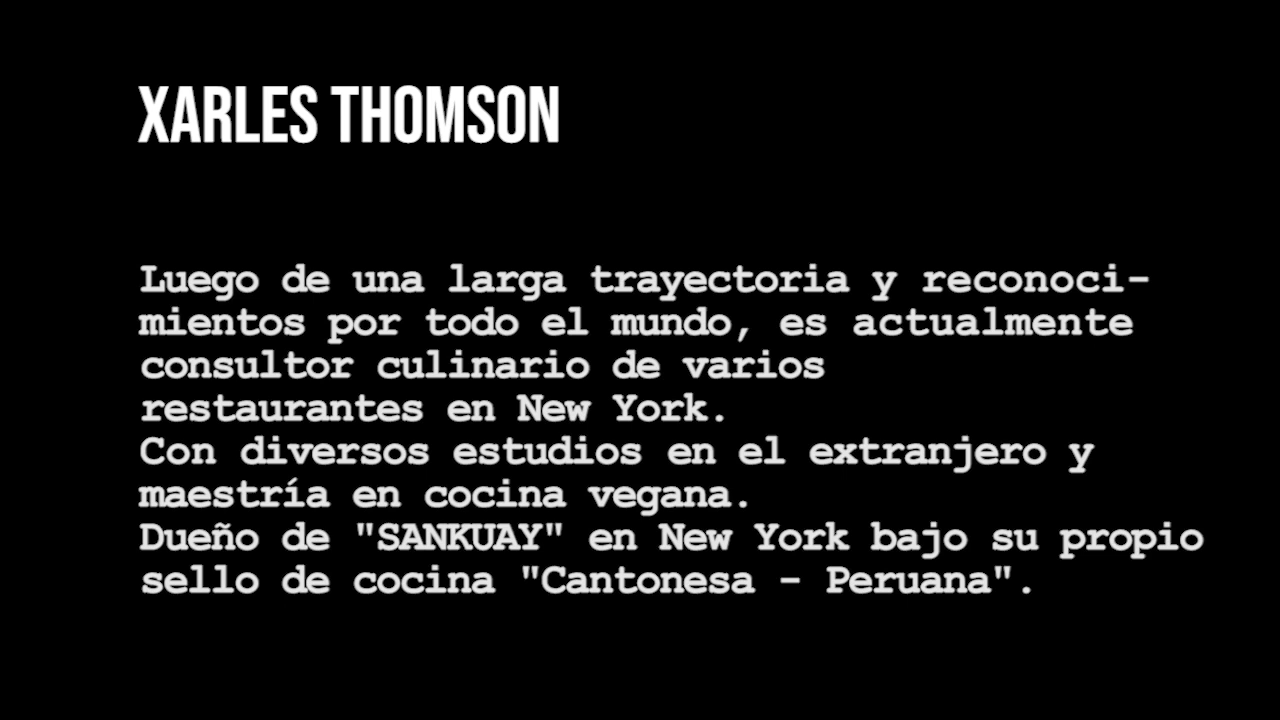 XARLES THOMSON
Luego de una larga trayectoria y reconoci-
mientos por todo el mundo, es actualmente
consultor culinario de varios
restaurantes en New York.
Con diversos estudios en el extranjero y
maestría en cocina vegana.
Dueño de "SANKUAY" en New York bajo su propio
sello de cocina "Cantonesa - Peruana".